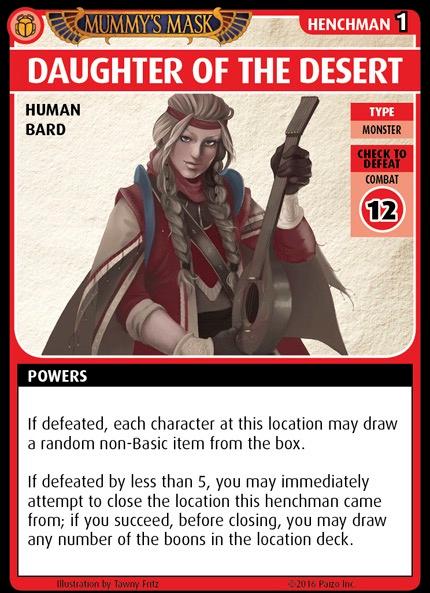 MUMMY'S MASK
HENCHMAN 1
DAUGHTER OF THE DESERT
HUMAN
BARD
TYPE
MONSTER
CHECK TO
DEFEAT
COMBAT
12
POWERS
If defeated, each character at this location may draw
a random non-Basic item from the box.
If defeated by less than 5, you may immediately
attempt to close the location this henchman came
from; if you succeed, before closing, you may draw
any number of the boons in the location deck.
Illustration by Tawny Fritz
©2016 Paizo Inc.